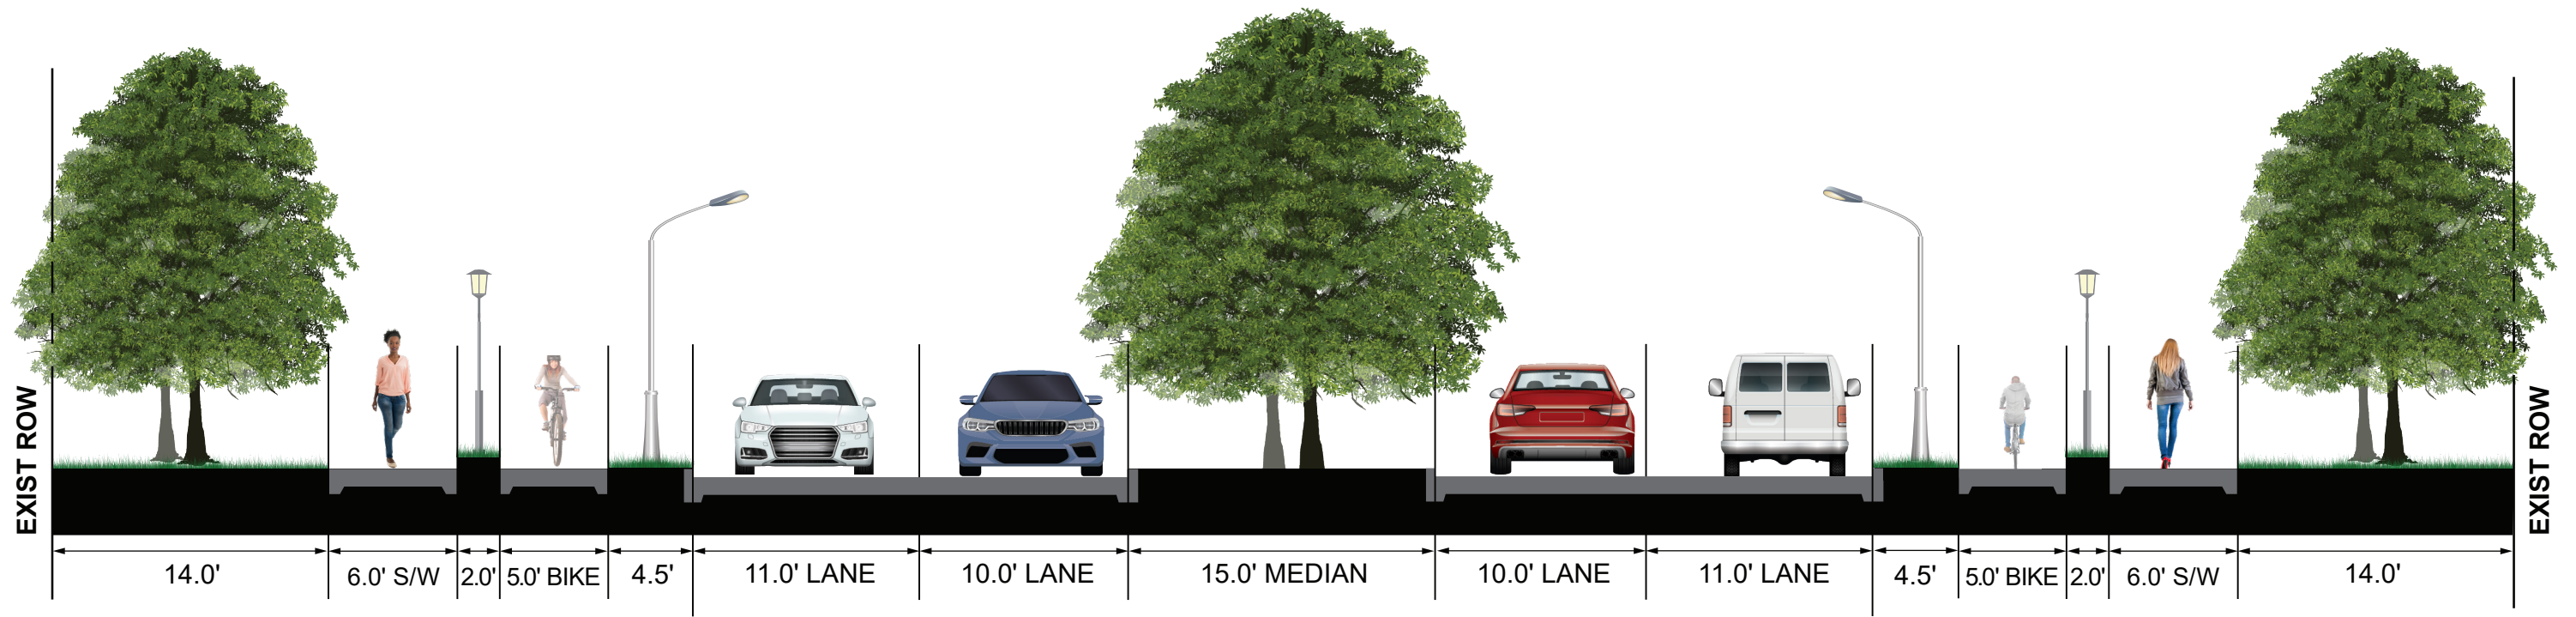 EXIST ROW
14.0'
6.0' S/W
2.0'
5.0' BIKE
4.5'
11.0' LANE
10.0' LANE
15.0' MEDIAN
10.0' LANE
11.0' LANE
4.5'
5.0' BIKE
2.0'
6.0' S/W
14.0'
EXIST ROW